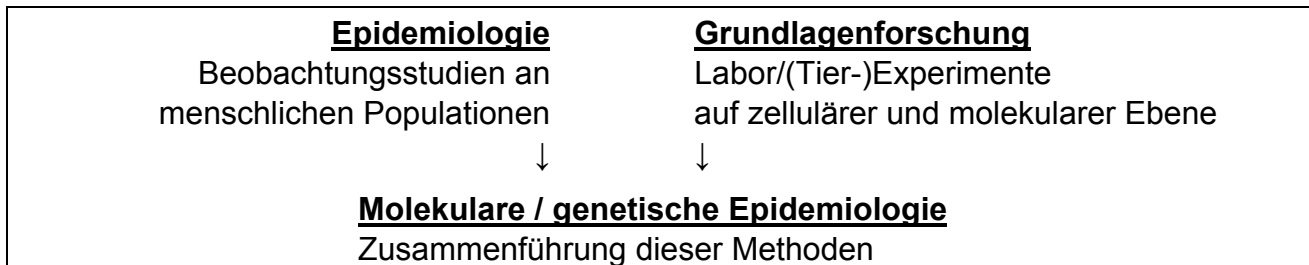 Epidemiologie
Beobachtungsstudien an
menschlichen Populationen
↓
Grundlagenforschung
Labor/(Tier-)Experimente
auf zellulärer und molekularer Ebene
↓
Molekulare / genetische Epidemiologie
Zusammenführung dieser Methoden